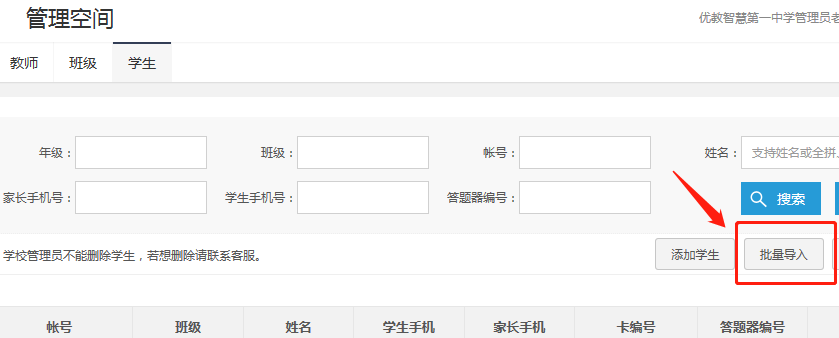 管理空间
优教智慧第一中学管理员老
教师 班级 学生
年级： 班级： 帐号： 姓名： 支持姓名或全拼、
家长手机号： 学生手机号： 答题器编号： 搜索
学校管理员不能删除学生，若想删除请联系客服。 添加学生 批量导入
帐号 班级 姓名 学生手机 家长手机 卡编号 答题器编号